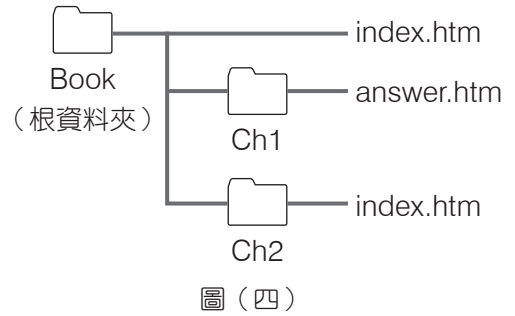 index.htm
Book
（根資料夾）
answer.htm
Ch1
index.htm
Ch2
圖（四）